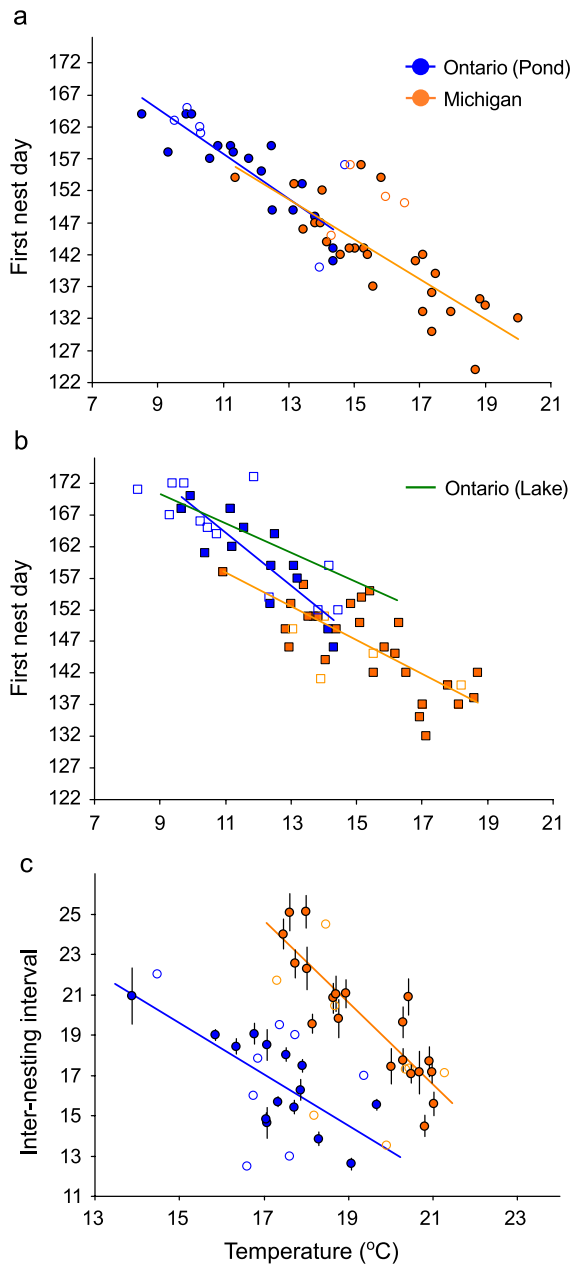 a
172
167
162
157
152
147
142
137
132
127
122
First nest day
Ontario (Pond)
Michigan
7 9 11 13 15 17 19 21
b
172
167
162
157
152
147
142
137
132
127
122
First nest day
Ontario (Lake)
7 9 11 13 15 17 19 21
c
25
23
21
19
17
15
13
11
Inter-nesting interval
13 15 17 19 21 23
Temperature (ºC)